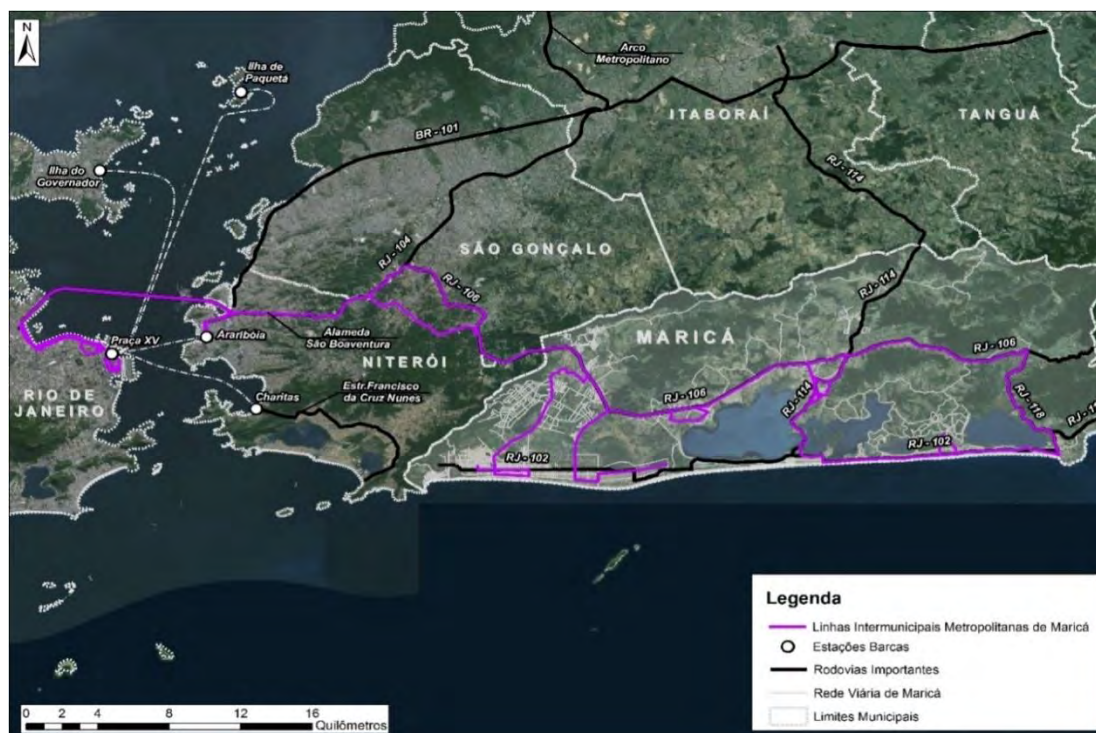 N
Arco
Metropolitano
Ilha de
Paquetá
ITABORAÍ
TANGUÁ
BR - 101
Ilha do
Governador
RJ - 114
RJ - 104
SÃO GONÇALO
RJ - 106
RJ - 114
Praça XV
Arariboia
Alameda
São Boaventura
MARICÁ
RJ - 106
NITERÓI
RIO DE
JANEIRO
Charitas
Estr.Francisco
da Cruz Nunes
RJ - 106
RJ - 114
RJ - 118
RJ - 102
RJ - 102
Legenda
Linhas Intermunicipais Metropolitanas de Maricá
Estações Barcas
Rodovias Importantes
Rede Viária de Maricá
Limites Municipais
0 2 4 8 12 16
Quilômetros